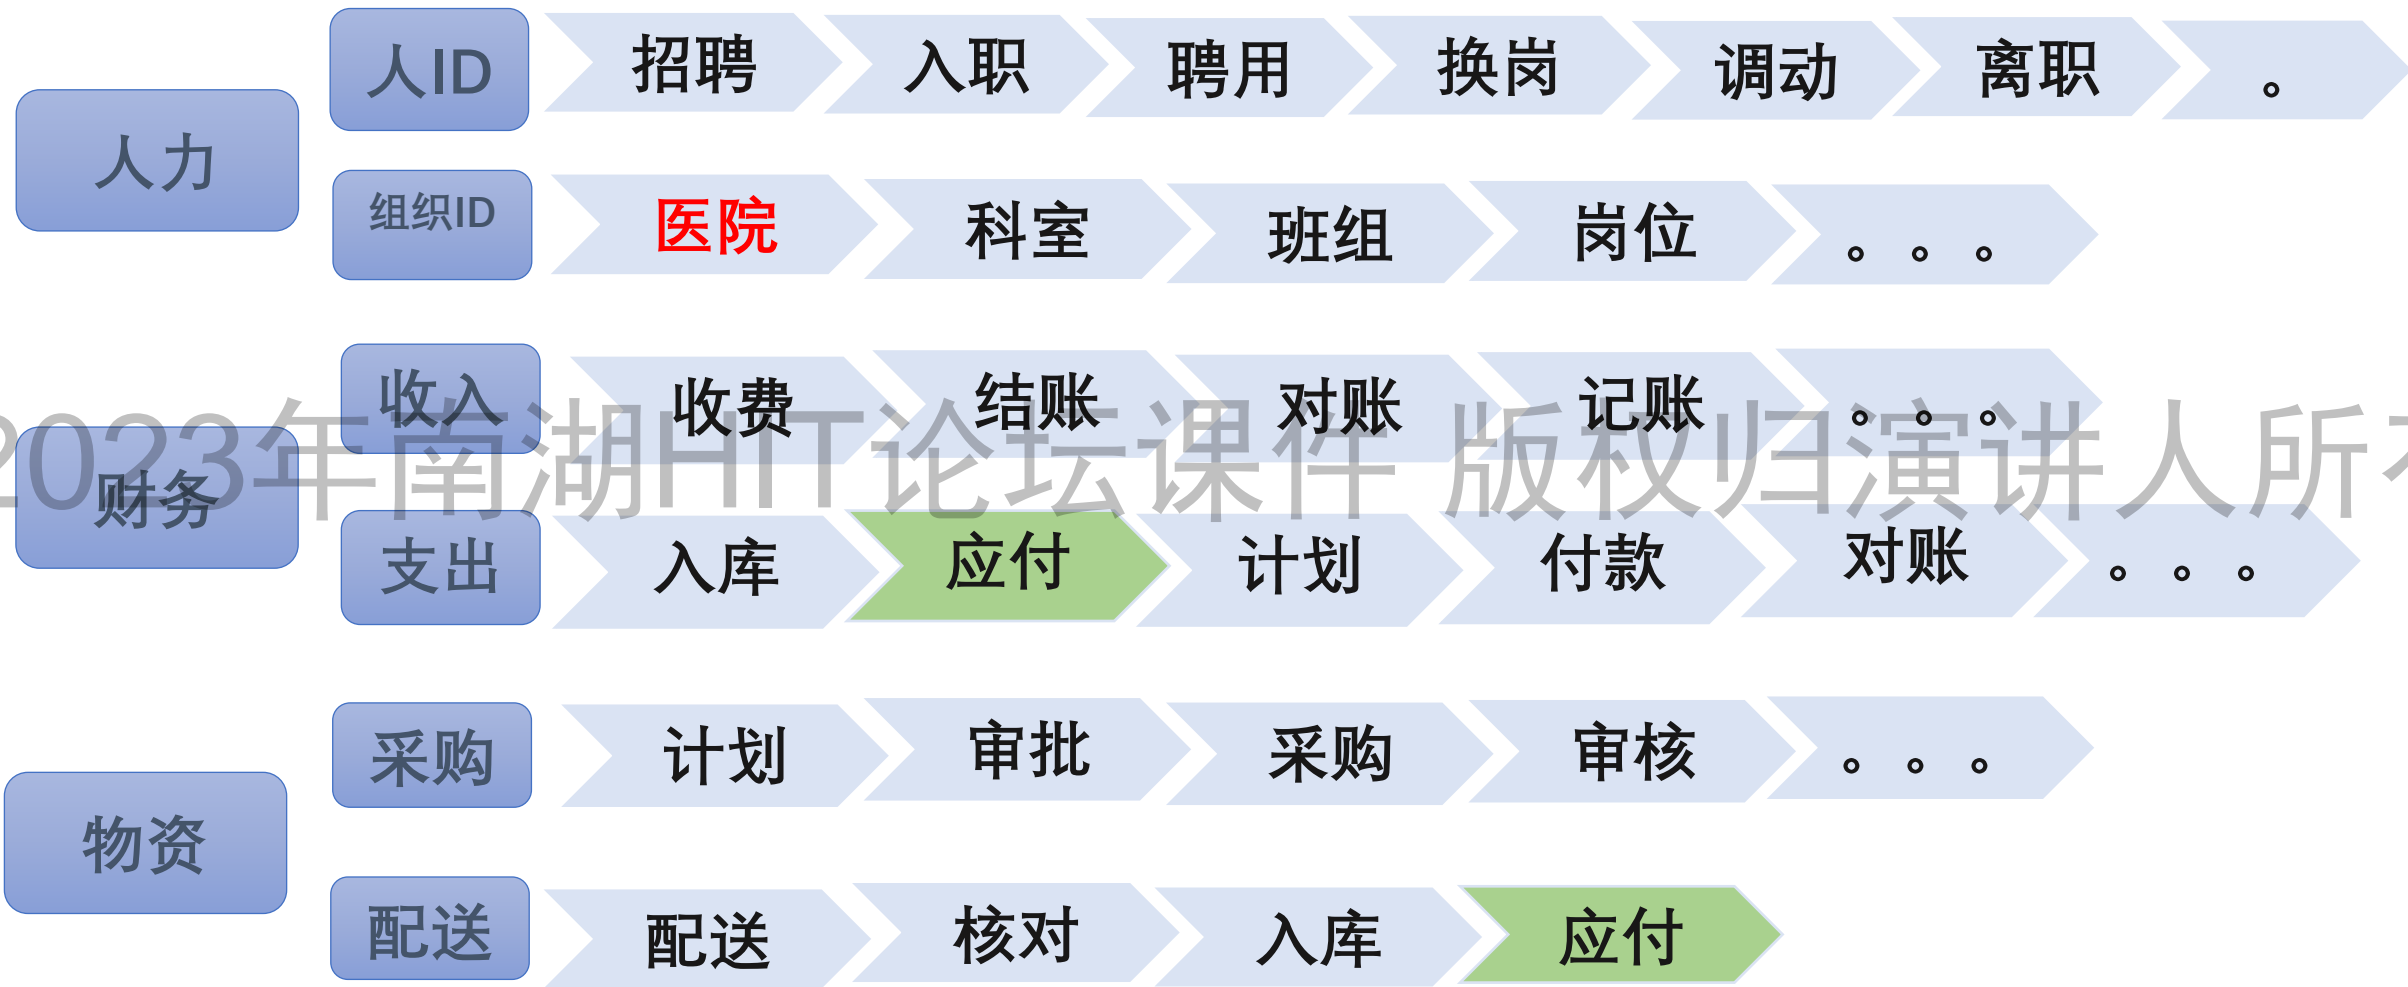 人力
人ID 招聘 入职 聘用 换岗 调动 离职 。
组织ID 医院 科室 班组 岗位 。。。
财务
收入 收费 结账 对账 记账 。。。
2023年南湖HIT论坛课件 版权归演讲人所有
支出 入库 应付 计划 付款 对账 。。。
物资
采购 计划 审批 采购 审核 。。。
配送 配送 核对 入库 应付